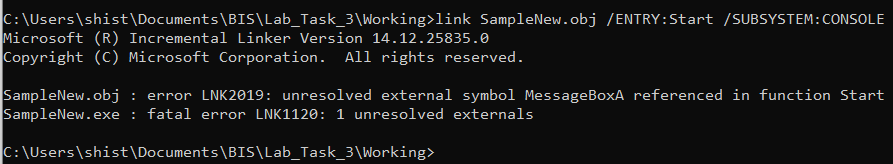 C:\Users\shist\Documents\BIS\Lab_Task_3\Working>link SampleNew.obj /ENTRY:Start /SUBSYSTEM:CONSOLE
Microsoft (R) Incremental Linker Version 14.12.25835.0
Copyright (C) Microsoft Corporation.  All rights reserved.
SampleNew.obj : error LNK2019: unresolved external symbol MessageBoxA referenced in function Start
SampleNew.exe : fatal error LNK1120: 1 unresolved externals
C:\Users\shist\Documents\BIS\Lab_Task_3\Working>